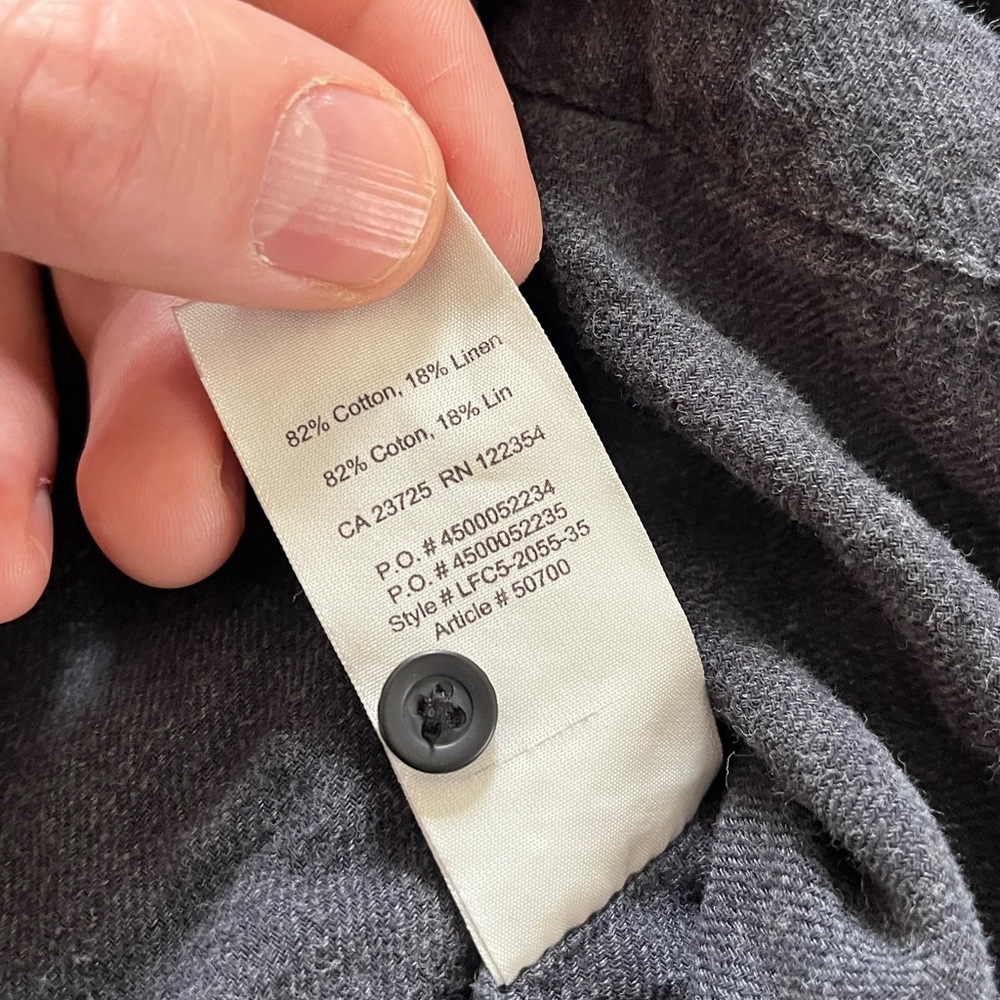 82% Cotton, 18% Linen
82% Coton, 18% Lin
CA 23725 RN 122354
P.O. # 4500052234
P.O. # 4500052235
Style # LFC5-2055-35
Article # 50700